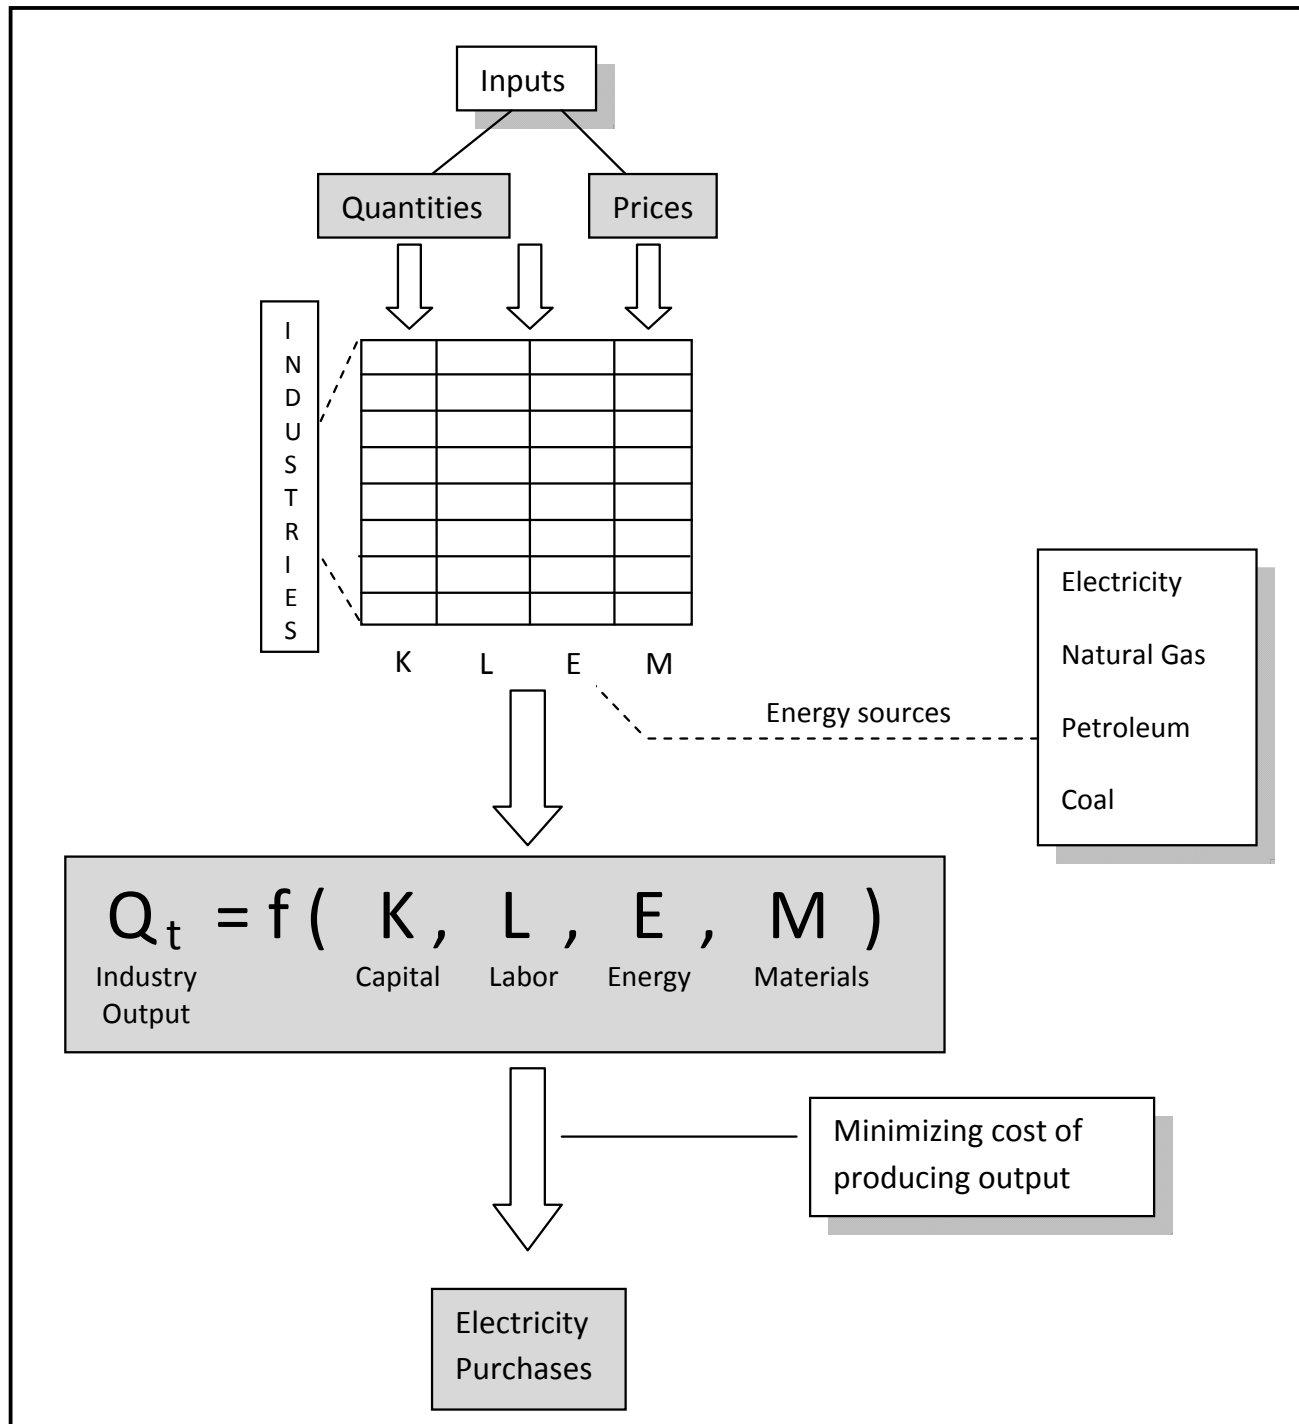 Inputs
Quantities
Prices
I
N
D
U
S
T
R
I
E
S
K L E M
Energy sources
Electricity
Natural Gas
Petroleum
Coal
Qt = f ( K , L , E , M )
Industry Output
Capital
Labor
Energy
Materials
Minimizing cost of
producing output
Electricity
Purchases